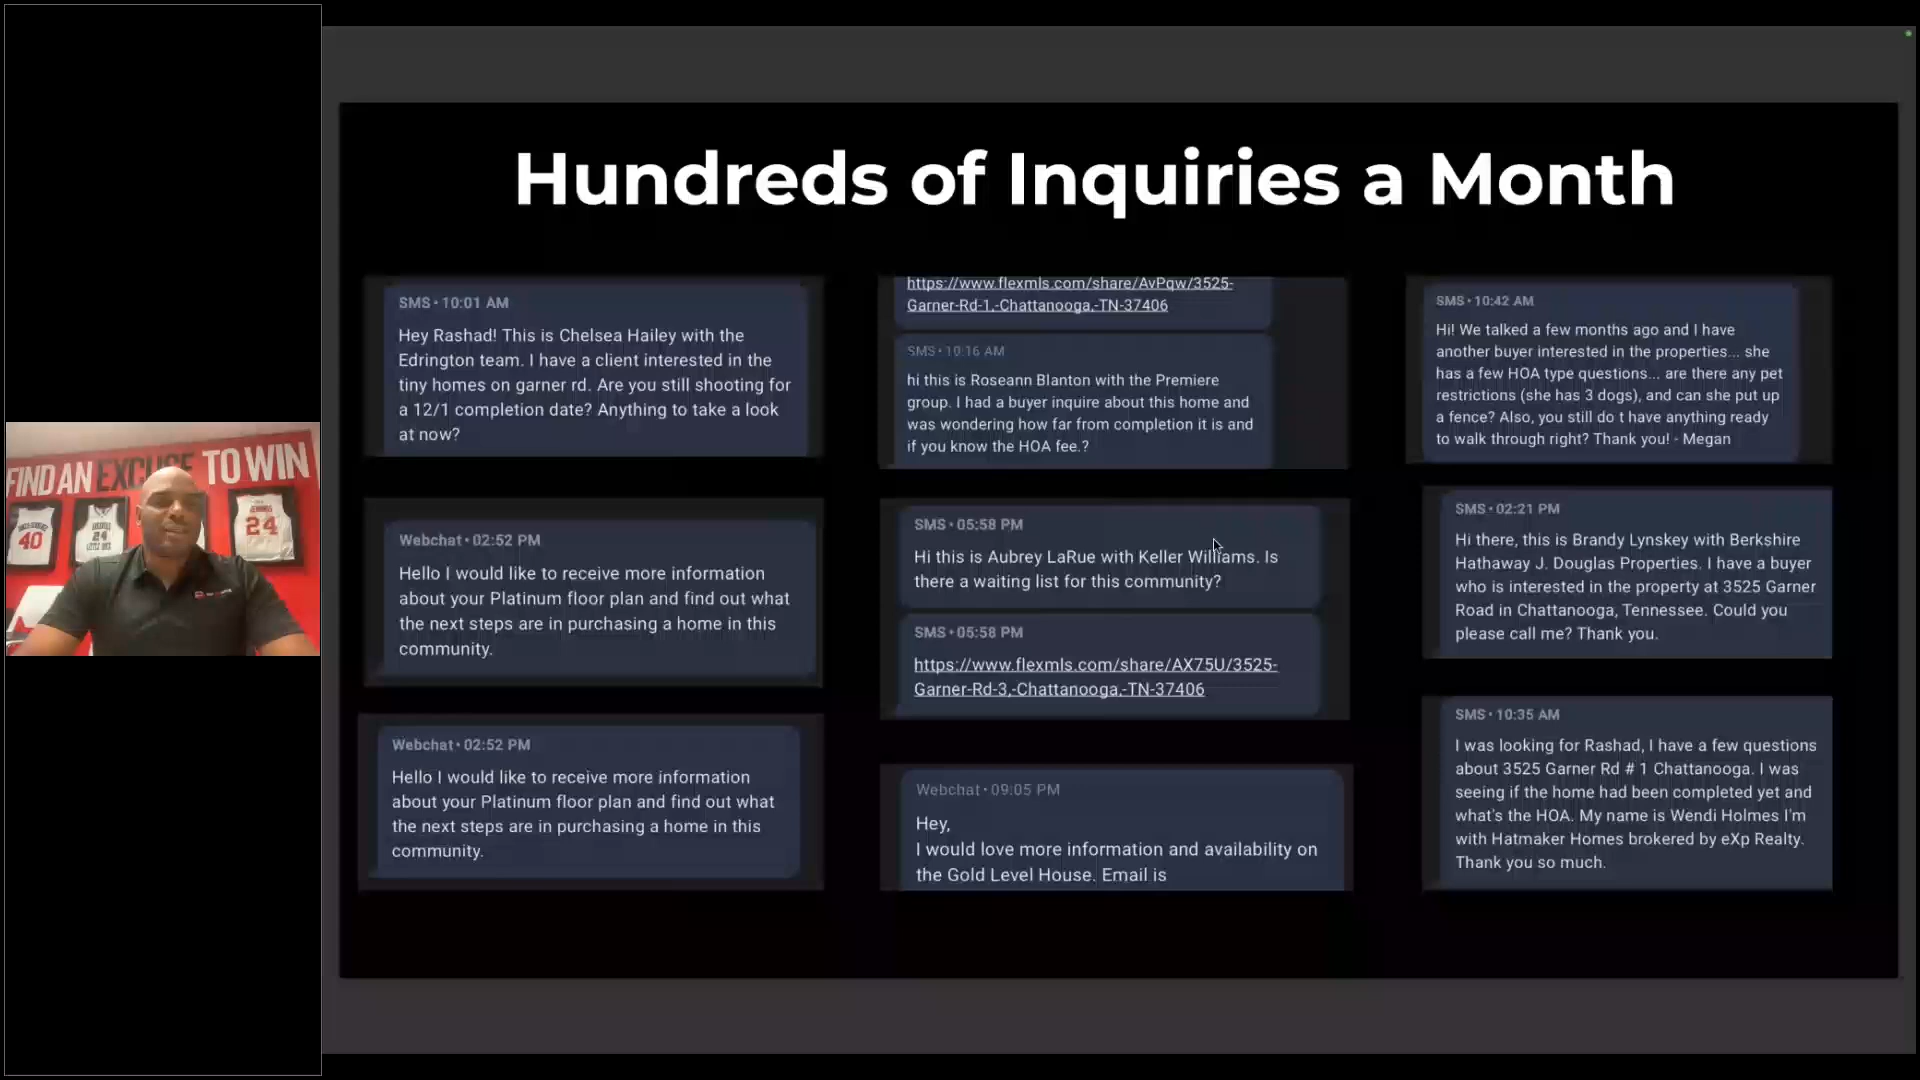 Hundreds of Inquiries a Month
SMS • 10:01 AM
Hey Rashad! This is Chelsea Hailey with the
Edrington team. I have a client interested in the
tiny homes on garner rd. Are you still shooting for
a 12/1 completion date? Anything to take a look
at now?
Webchat • 02:52 PM
Hello I would like to receive more information
about your Platinum floor plan and find out what
the next steps are in purchasing a home in this
community.
Webchat • 02:52 PM
Hello I would like to receive more information
about your Platinum floor plan and find out what
the next steps are in purchasing a home in this
community.
https://www.flexmls.com/share/AvPqw/3525-
Garner-Rd-1,-Chattanooga,-TN-37406
SMS • 10:16 AM
hi this is Roseann Blanton with the Premiere
group. I had a buyer inquire about this home and
was wondering how far from completion it is and
if you know the HOA fee.?
SMS • 05:58 PM
Hi this is Aubrey LaRue with Keller Williams. Is
there a waiting list for this community?
SMS • 05:58 PM
https://www.flexmls.com/share/AX75U/3525-
Garner-Rd-3,-Chattanooga,-TN-37406
Webchat • 09:05 PM
Hey,
I would love more information and availability on
the Gold Level House. Email is
SMS • 10:42 AM
Hi! We talked a few months ago and I have
another buyer interested in the properties... she
has a few HOA type questions... are there any pet
restrictions (she has 3 dogs), and can she put up
a fence? Also, you still do t have anything ready
to walk through right? Thank you! - Megan
SMS • 02:21 PM
Hi there, this is Brandy Lynskey with Berkshire
Hathaway J. Douglas Properties. I have a buyer
who is interested in the property at 3525 Garner
Road in Chattanooga, Tennessee. Could you
please call me? Thank you.
SMS • 10:35 AM
I was looking for Rashad, I have a few questions
about 3525 Garner Rd # 1 Chattanooga. I was
seeing if the home had been completed yet and
what's the HOA. My name is Wendi Holmes I'm
with Hatmaker Homes brokered by eXp Realty.
Thank you so much.
FIND AN EXCUSE TO WIN
40
24
24